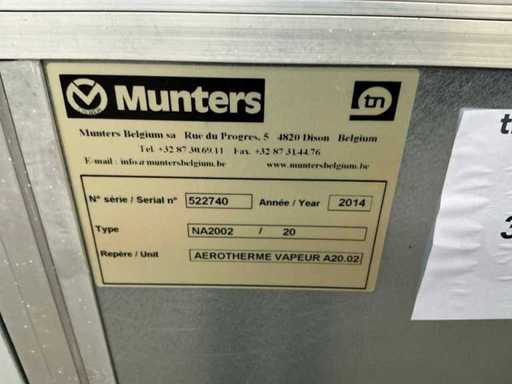 Munters
tn
Munters Belgium sa Rue du Progres, 5 4820 Dison Belgium
Tel. +32 87.30.69.11 Fax. +32 87.31.44.76
E-mail : info@muntersbelgium.be www.muntersbelgium.be
N° série / Serial n° 522740 Année / Year 2014
Type NA2002 / 20
Repère / Unit AEROTHERME VAPEUR A20.02